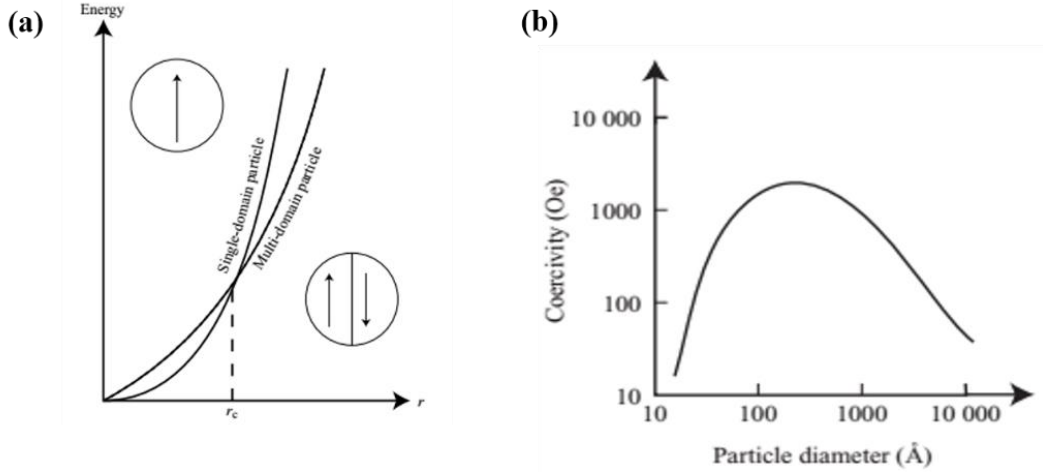 (a)
Energy
Single-domain particle
Multi-domain particle
r
rc
(b)
Coercivity (Oe)
10 000
1000
100
10
10
100
1000
10 000
Particle diameter (Å)